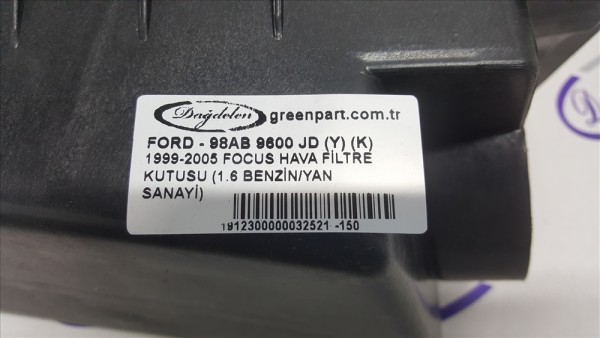 Dağdelen
greenpart.com.tr
FORD - 98AB 9600 JD (Y) (K)
1999-2005 FOCUS HAVA FİLTRE
KUTUSU (1.6 BENZİN/YAN
SANAYİ)
1912300000032521 -150